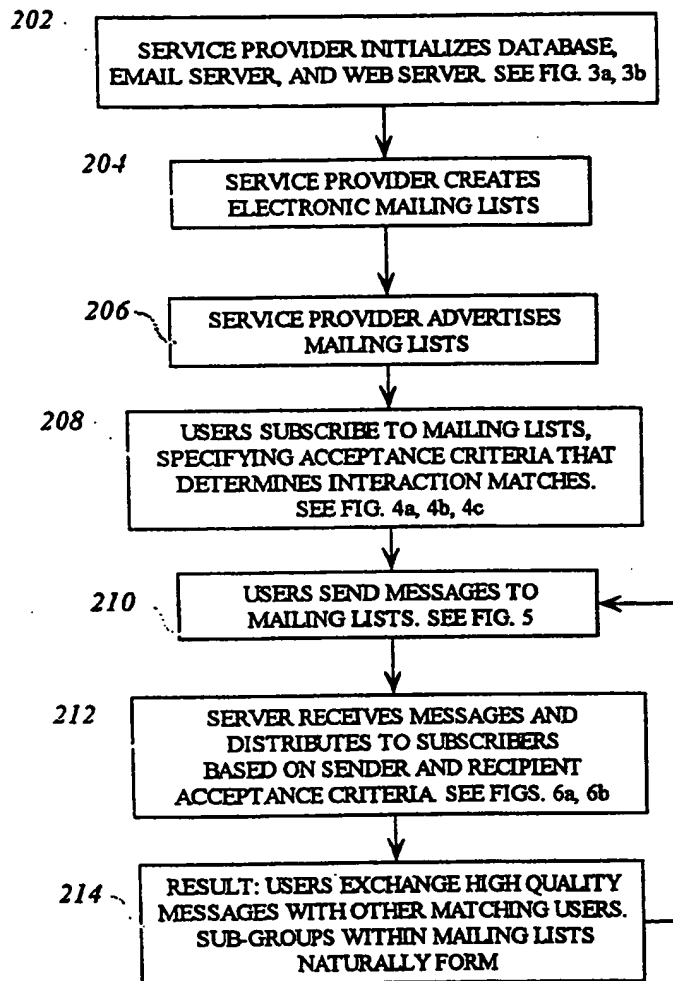 202
SERVICE PROVIDER INITIALIZES DATABASE,
EMAIL SERVER, AND WEB SERVER. SEE FIG. 3a, 3b
204
SERVICE PROVIDER CREATES
ELECTRONIC MAILING LISTS
206
SERVICE PROVIDER ADVERTISES
MAILING LISTS
208
USERS SUBSCRIBE TO MAILING LISTS,
SPECIFYING ACCEPTANCE CRITERIA THAT
DETERMINES INTERACTION MATCHES.
SEE FIG. 4a, 4b, 4c
210
USERS SEND MESSAGES TO
MAILING LISTS. SEE FIG. 5
212
SERVER RECEIVES MESSAGES AND
DISTRIBUTES TO SUBSCRIBERS
BASED ON SENDER AND RECIPIENT
ACCEPTANCE CRITERIA. SEE FIGS. 6a, 6b
214
RESULT: USERS EXCHANGE HIGH QUALITY
MESSAGES WITH OTHER MATCHING USERS.
SUB-GROUPS WITHIN MAILING LISTS
NATURALLY FORM